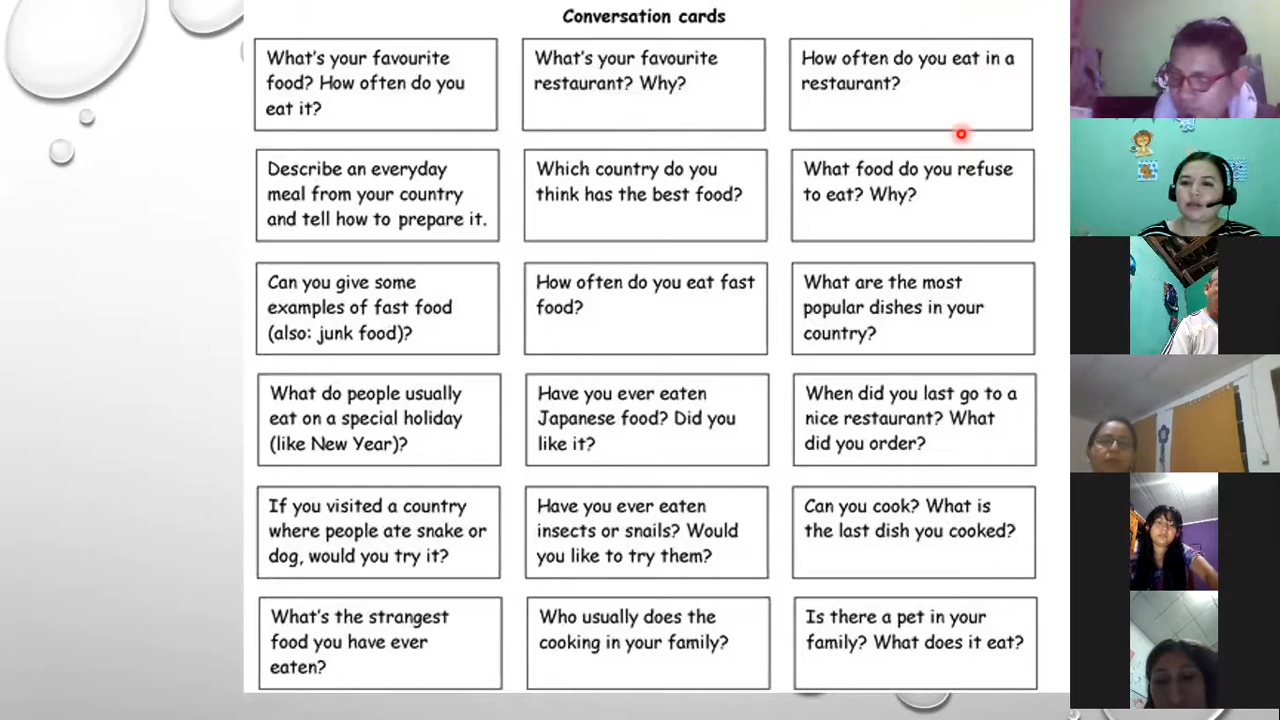 Conversation cards
What's your favourite
food? How often do you
eat it?
What's your favourite
restaurant? Why?
How often do you eat in a
restaurant?
Describe an everyday
meal from your country
and tell how to prepare it.
Which country do you
think has the best food?
What food do you refuse
to eat? Why?
Can you give some
examples of fast food
(also: junk food)?
How often do you eat fast
food?
What are the most
popular dishes in your
country?
What do people usually
eat on a special holiday
(like New Year)?
Have you ever eaten
Japanese food? Did you
like it?
When did you last go to a
nice restaurant? What
did you order?
If you visited a country
where people ate snake or
dog, would you try it?
Have you ever eaten
insects or snails? Would
you like to try them?
Can you cook? What is
the last dish you cooked?
What's the strangest
food you have ever
eaten?
Who usually does the
cooking in your family?
Is there a pet in your
family? What does it eat?